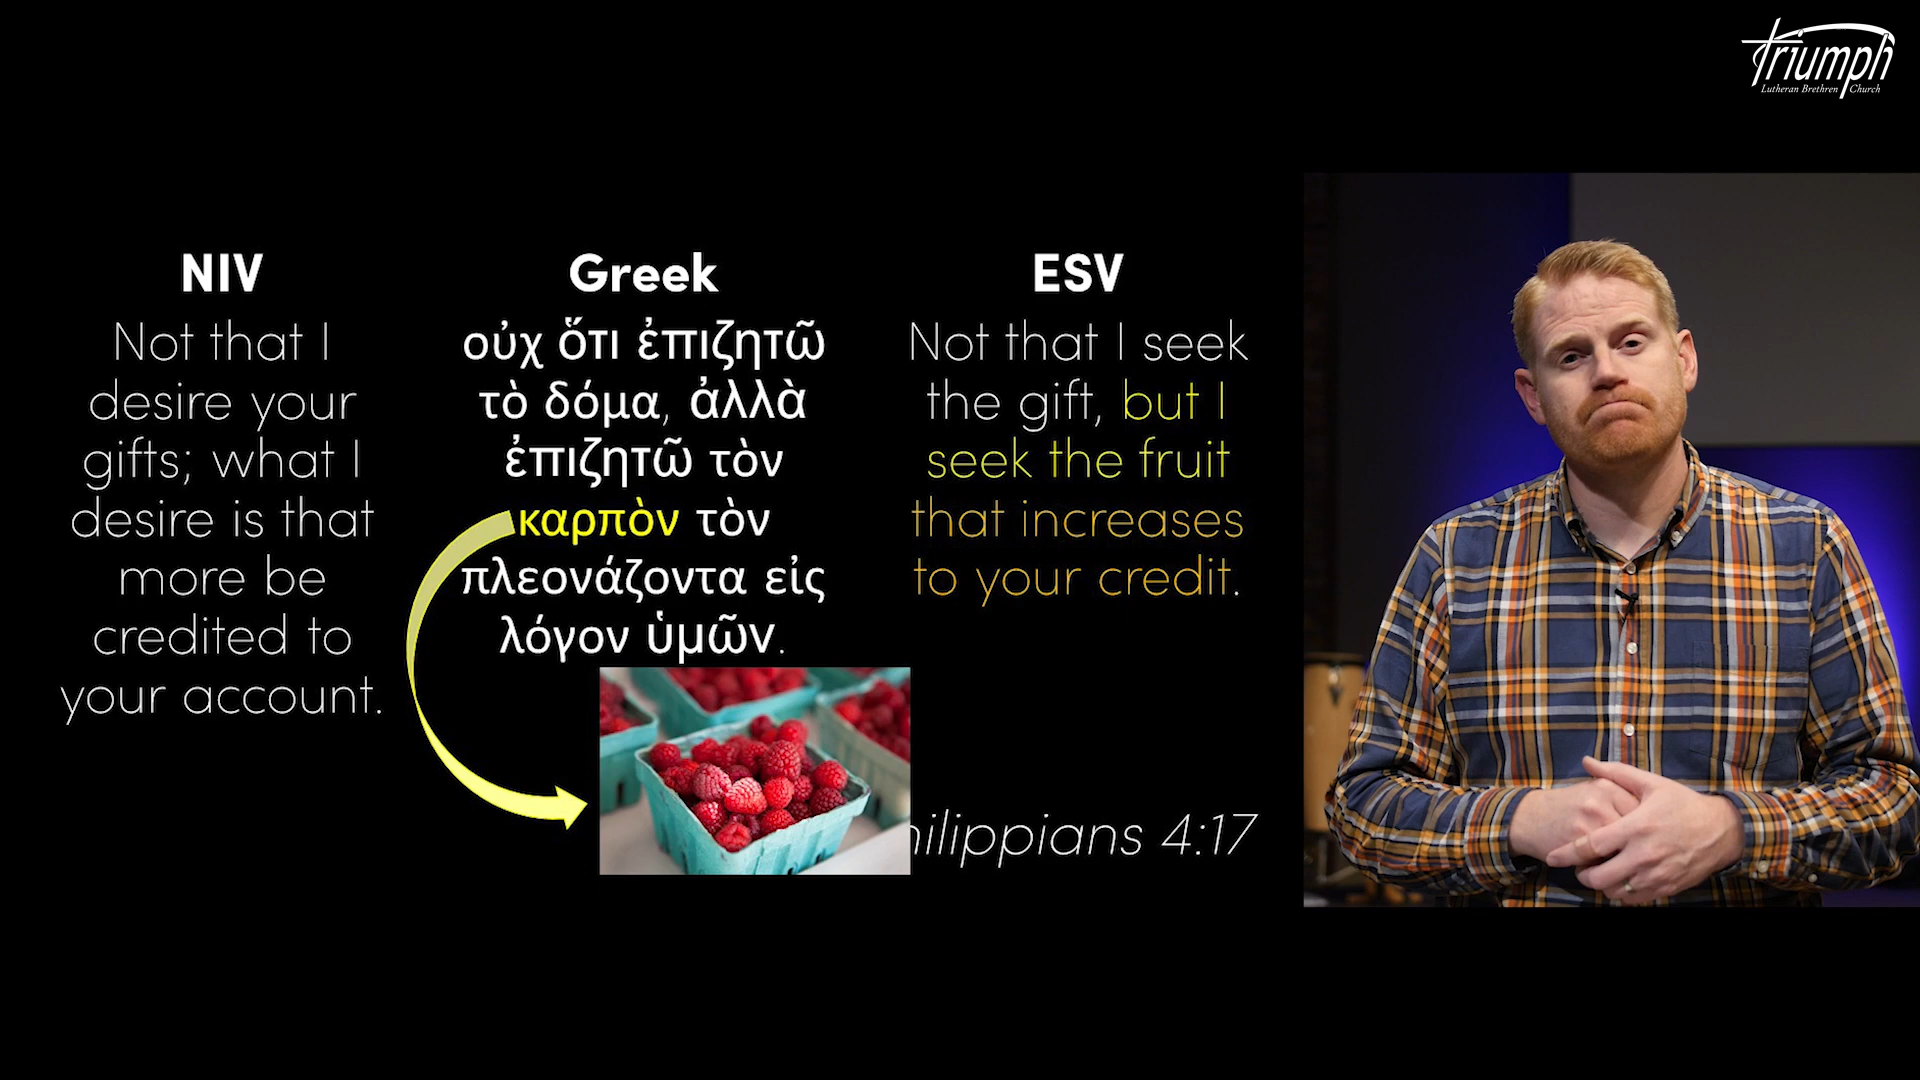 triumph
Lutheran Brethren Church
NIV
Not that I
desire your
gifts; what I
desire is that
more be
credited to
your account.
Greek
οὐχ ὅτι ἐπιζητῶ
τὸ δόμα, ἀλλὰ
ἐπιζητῶ τὸν
καρπὸν τὸν
πλεονάζοντα εἰς
λόγον ὑμῶν.
ESV
Not that I seek
the gift, but I
seek the fruit
that increases
to your credit.
hilippians 4:17